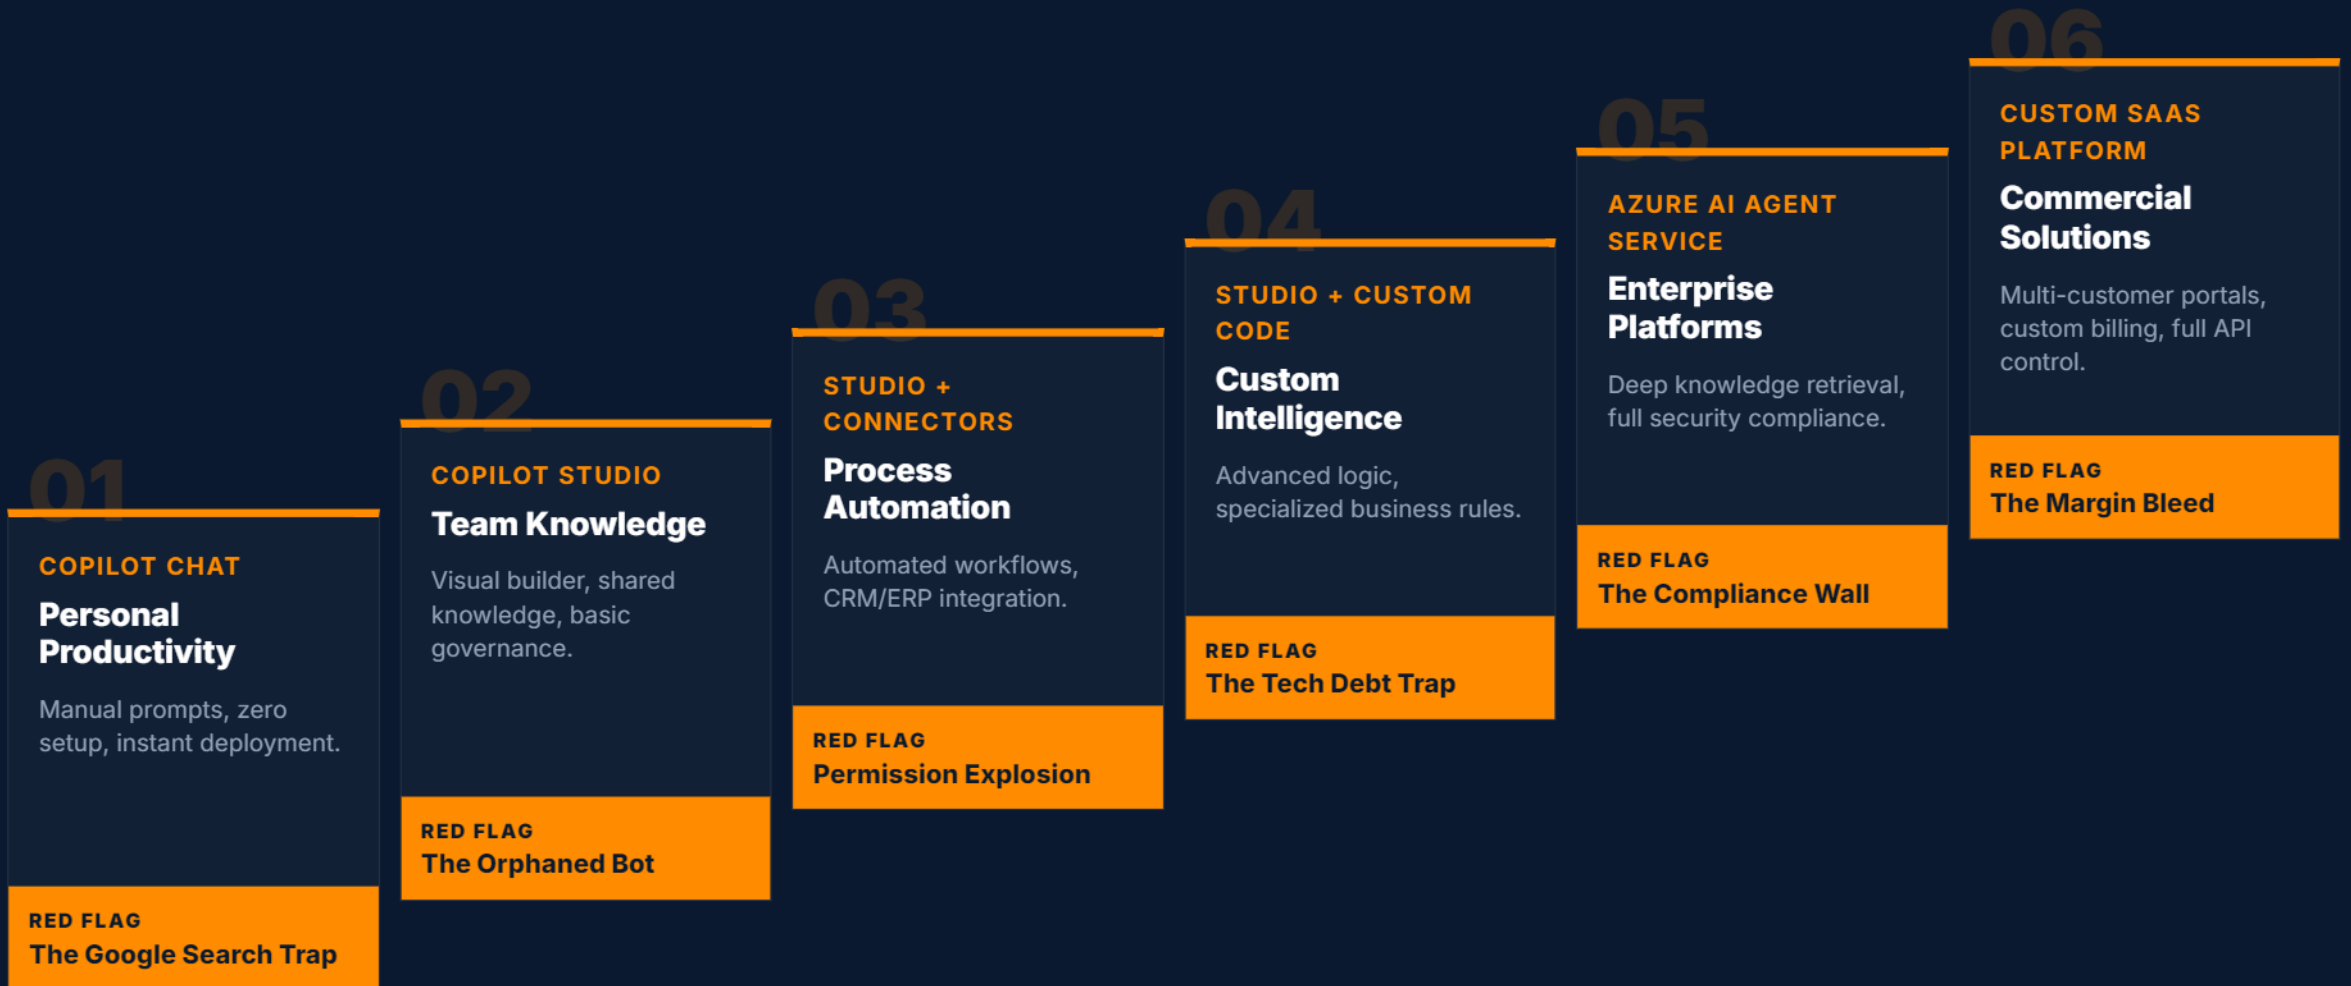 01
COPILOT CHAT
Personal
Productivity
Manual prompts, zero
setup, instant deployment.
RED FLAG
The Google Search Trap
02
COPILOT STUDIO
Team Knowledge
Visual builder, shared
knowledge, basic
governance.
RED FLAG
The Orphaned Bot
03
STUDIO +
CONNECTORS
Process
Automation
Automated workflows,
CRM/ERP integration.
RED FLAG
Permission Explosion
04
STUDIO + CUSTOM
CODE
Custom
Intelligence
Advanced logic,
specialized business rules.
RED FLAG
The Tech Debt Trap
05
AZURE AI AGENT
SERVICE
Enterprise
Platforms
Deep knowledge retrieval,
full security compliance.
RED FLAG
The Compliance Wall
06
CUSTOM SAAS
PLATFORM
Commercial
Solutions
Multi-customer portals,
custom billing, full API
control.
RED FLAG
The Margin Bleed